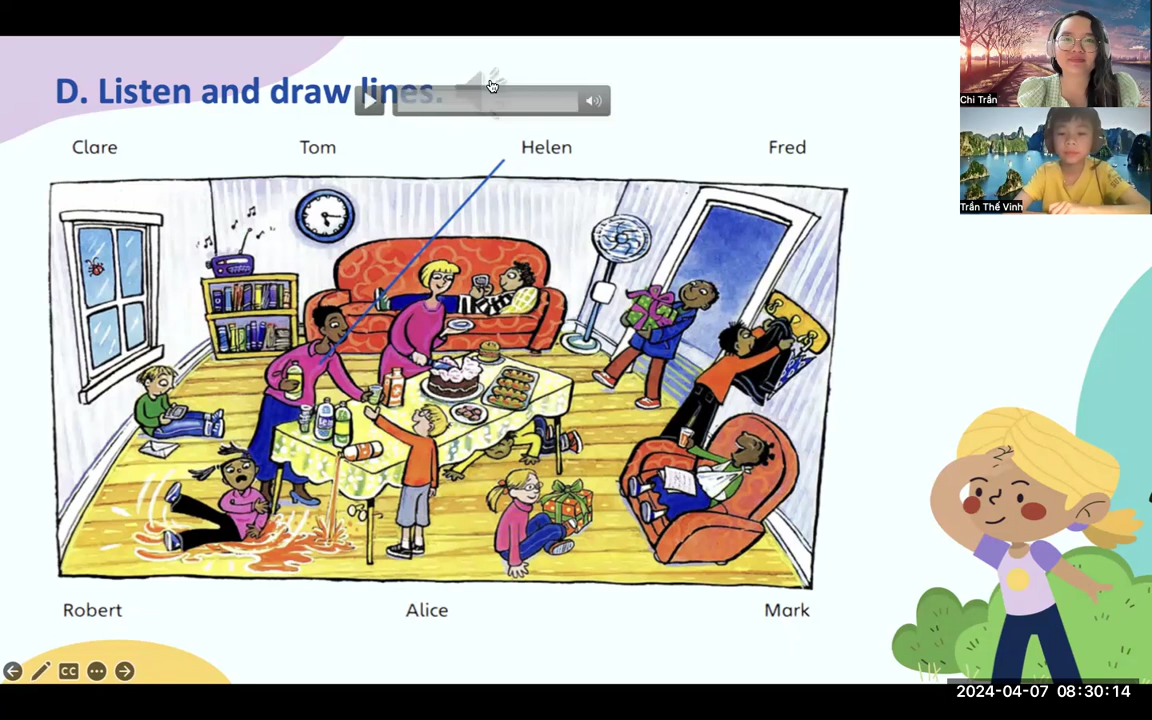 D. Listen and draw lines.
Clare Tom Helen Fred
Robert Alice Mark
Chi Trần
Trần Thế Vinh
CC
2024-04-07 08:30:14